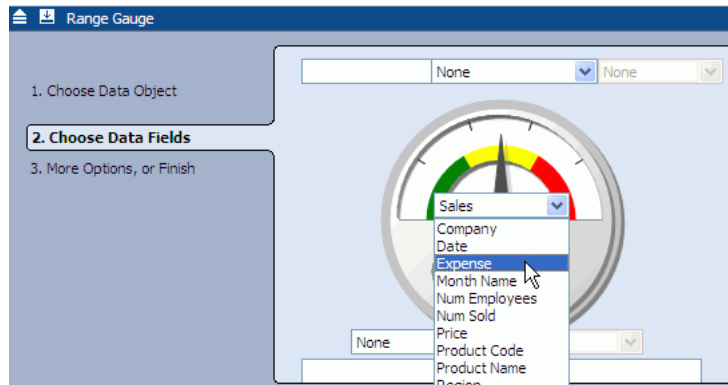 Range Gauge
None None
1. Choose Data Object
2. Choose Data Fields
3. More Options, or Finish
Sales
Company
Date
Expense
Month Name
Num Employees
Num Sold
Price
None
Product Code
Product Name
Region